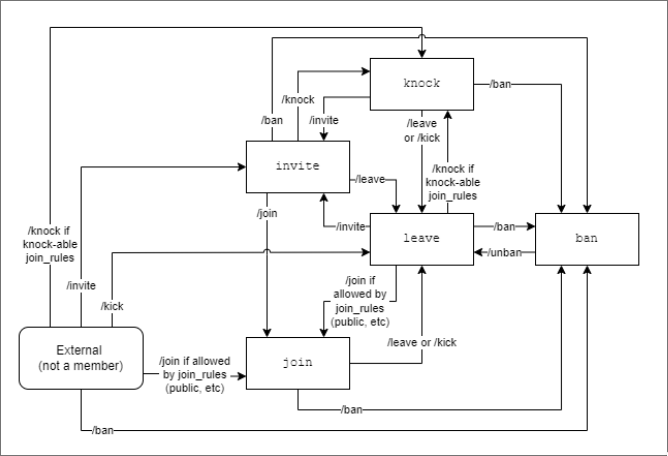 knock
/ban
/knock
/ban
/invite
/leave
or /kick
invite
/knock if
knock-able
join_rules
/leave
/join
/invite
leave
/ban
ban
/unban
/knock if
knock-able
join_rules
/invite
/kick
/join if
allowed by
join_rules
(public, etc)
/leave or /kick
External
(not a member)
/join if allowed
by join_rules
(public, etc)
join
/ban
/ban